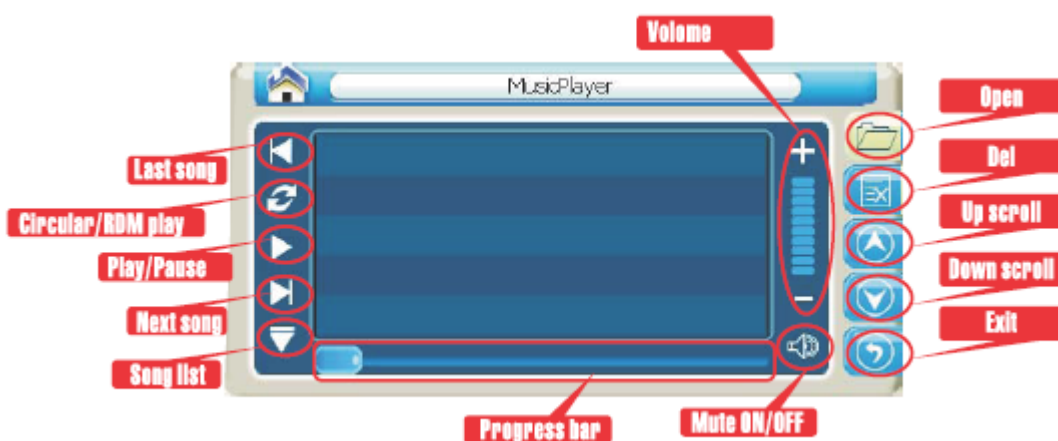 Volome
MusicPlayer
Open
Last song
Del
Circular/RDM play
Up scroll
Play/Pause
Down scroll
Next song
Exit
Song list
Progress bar
Mute ON/OFF